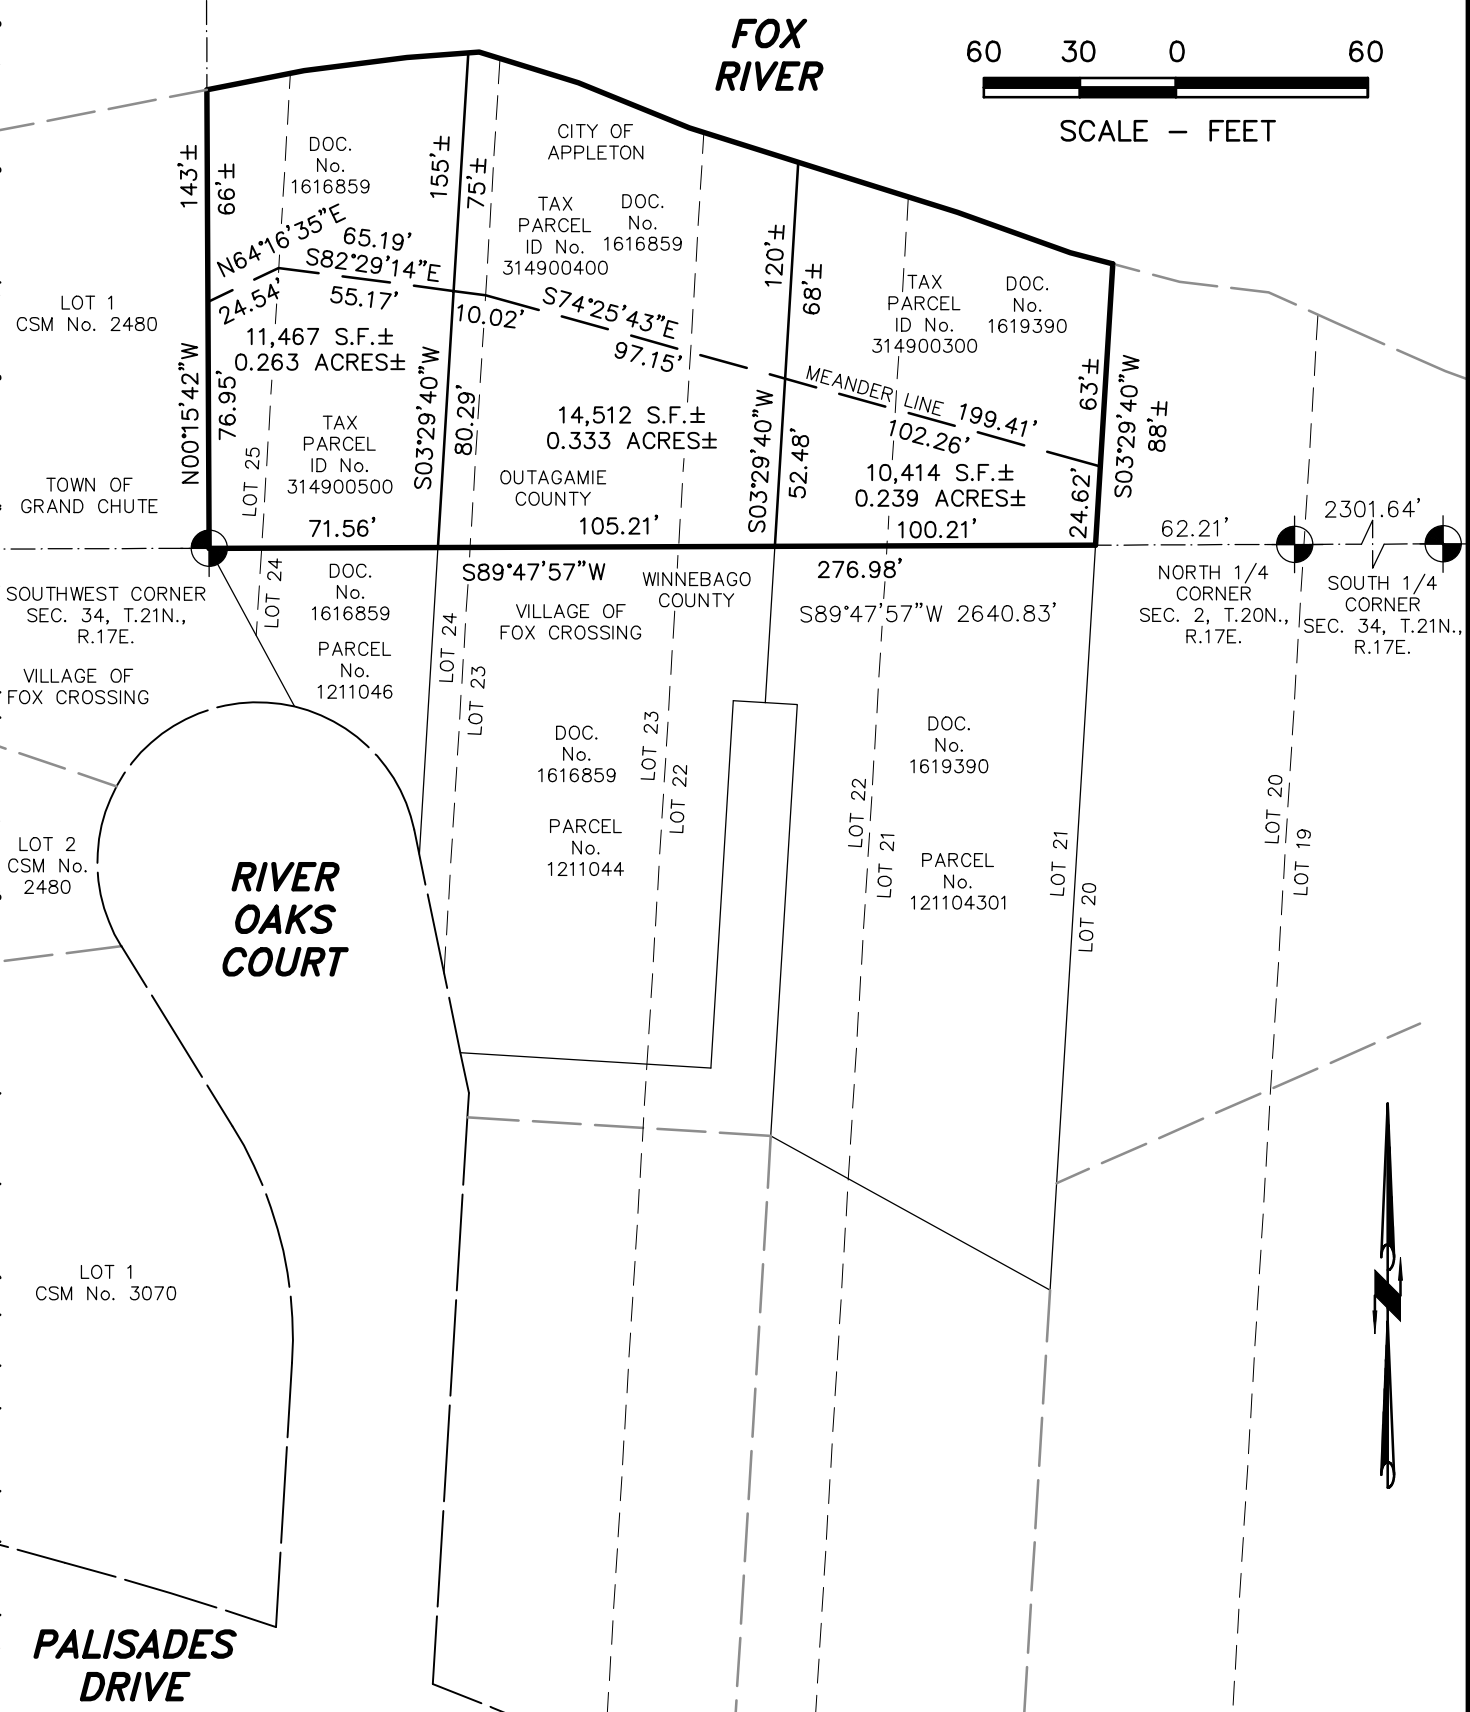 FOX
RIVER
60 30 0 60
SCALE – FEET
143'±
66'±
DOC.
No.
1616859
155'±
75'±
CITY OF
APPLETON
TAX
PARCEL
ID No.
314900400
DOC.
No.
1616859
120'±
68'±
TAX
PARCEL
ID No.
314900300
DOC.
No.
1619390
N64°16'35"E
24.54'
65.19'
S82°29'14"E
55.17'
10.02'
S74°25'43"E
97.15'
MEANDER LINE 199.41'
102.26'
63'±
S03°29'40"W
88'±
24.62'
LOT 1
CSM No. 2480
N00°15'42"W
76.95'
11,467 S.F.±
0.263 ACRES±
TAX
PARCEL
ID No.
314900500
LOT 25
71.56'
S03°29'40"W
80.29'
14,512 S.F.±
0.333 ACRES±
OUTAGAMIE
COUNTY
105.21'
S03°29'40"W
52.48'
10,414 S.F.±
0.239 ACRES±
100.21'
TOWN OF
GRAND CHUTE
62.21'
2301.64'
SOUTHWEST CORNER
SEC. 34, T.21N.,
R.17E.
LOT 24
DOC.
No.
1616859
PARCEL
No.
1211046
S89°47'57"W
276.98'
WINNEBAGO
COUNTY
VILLAGE OF
FOX CROSSING
S89°47'57"W 2640.83'
NORTH 1/4
CORNER
SEC. 2, T.20N.,
R.17E.
SOUTH 1/4
CORNER
SEC. 34, T.21N.,
R.17E.
VILLAGE OF
FOX CROSSING
LOT 24
LOT 23
DOC.
No.
1616859
PARCEL
No.
1211044
LOT 23
LOT 22
DOC.
No.
1619390
PARCEL
No.
121104301
LOT 22
LOT 21
LOT 21
LOT 20
LOT 20
LOT 19
LOT 2
CSM No.
2480
RIVER
OAKS
COURT
LOT 1
CSM No. 3070
PALISADES
DRIVE